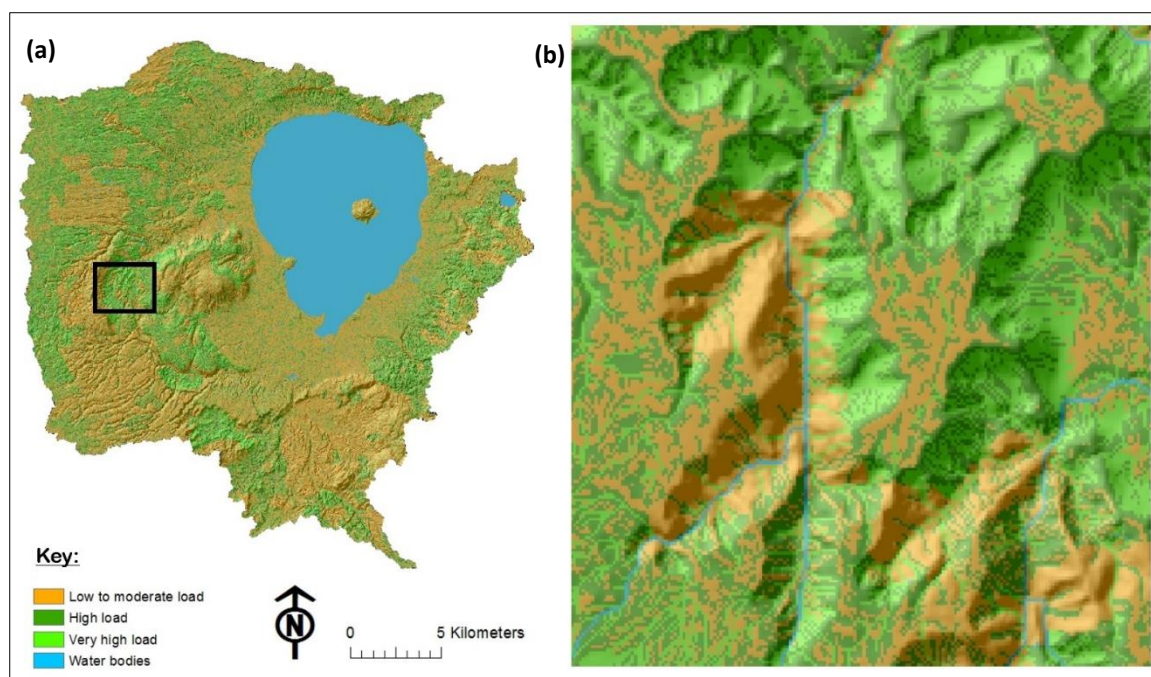 (a)
(b)
Key:
Low to moderate load
High load
Very high load
Water bodies
N
0 5 Kilometers